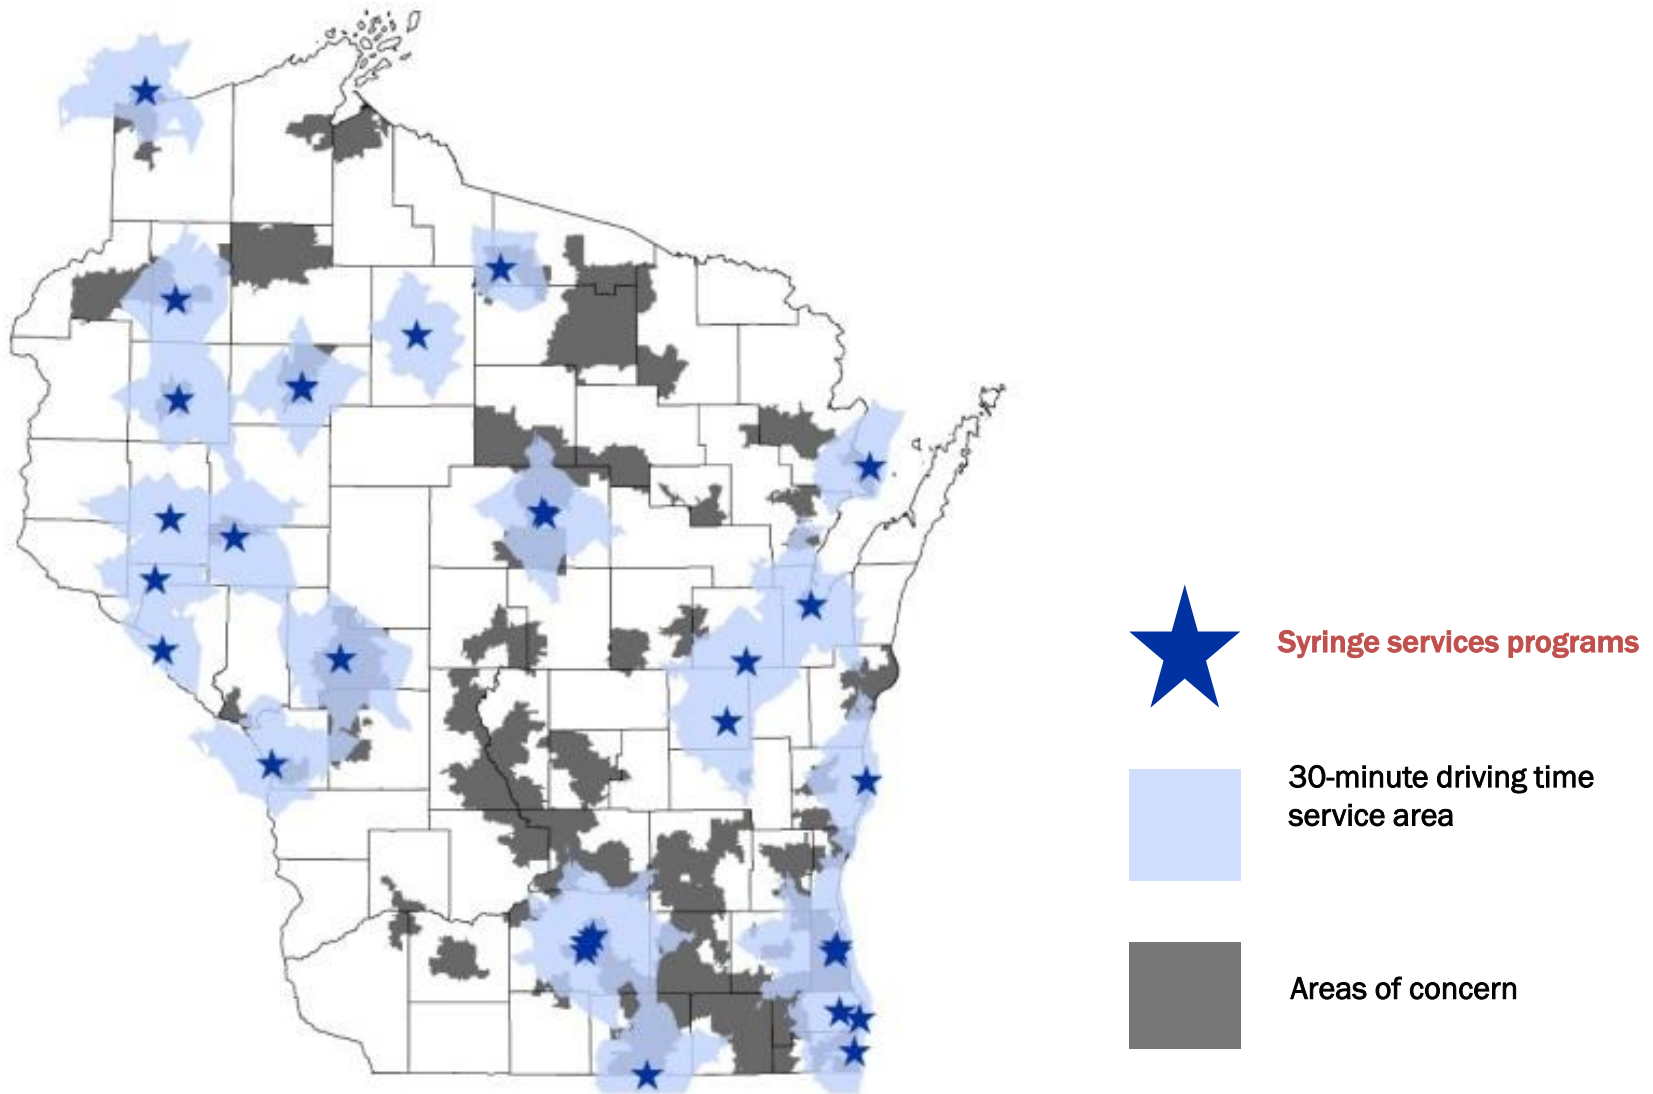 Syringe services programs
30-minute driving time
service area
Areas of concern